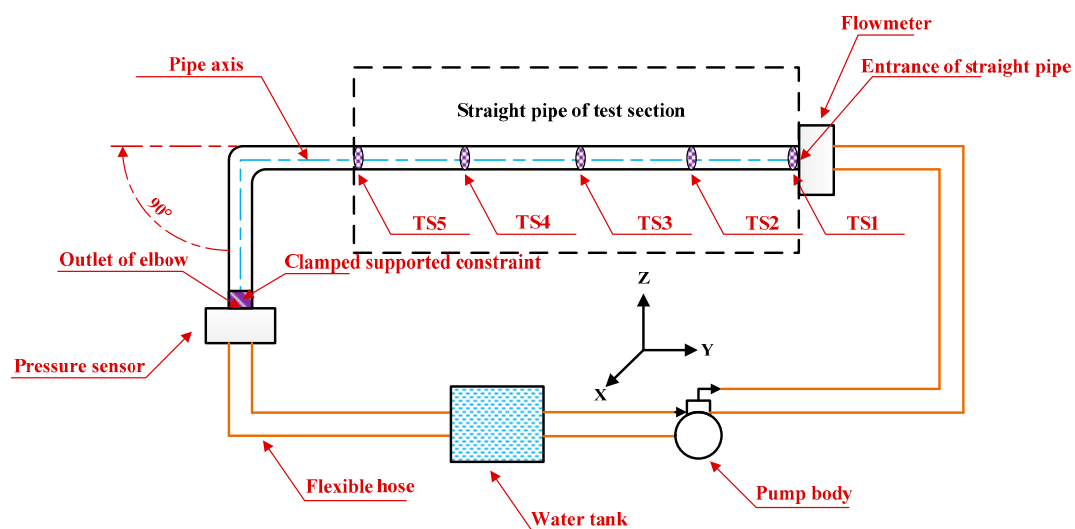 Flowmeter
Pipe axis
Entrance of straight pipe
Straight pipe of test section
90°
TS5
TS4
TS3
TS2
TS1
Outlet of elbow
Clamped supported constraint
Z
Y
X
Pressure sensor
Flexible hose
Water tank
Pump body